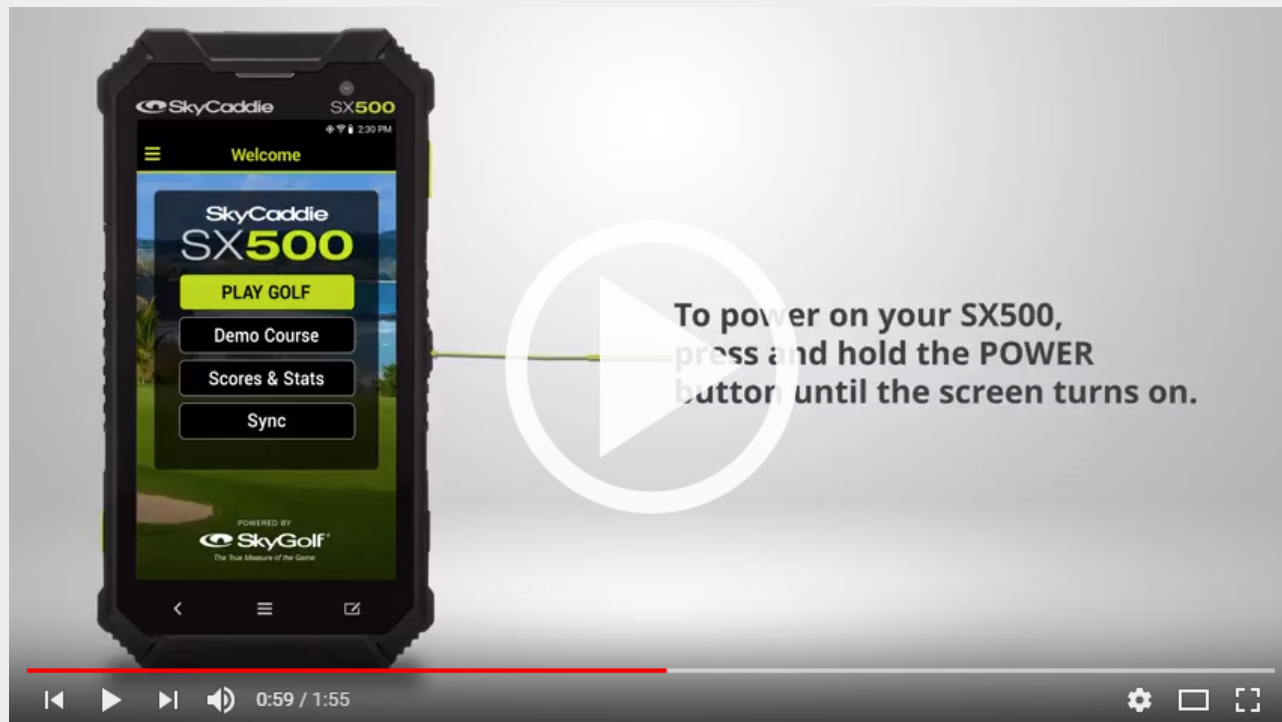 SkyCaddie SX500
2:30 PM
Welcome
SkyCaddie
SX500
PLAY GOLF
Demo Course
Scores & Stats
Sync
POWERED BY
SkyGolf
The True Measure of the Game
To power on your SX500,
press and hold the POWER
button until the screen turns on.
0:59 / 1:55